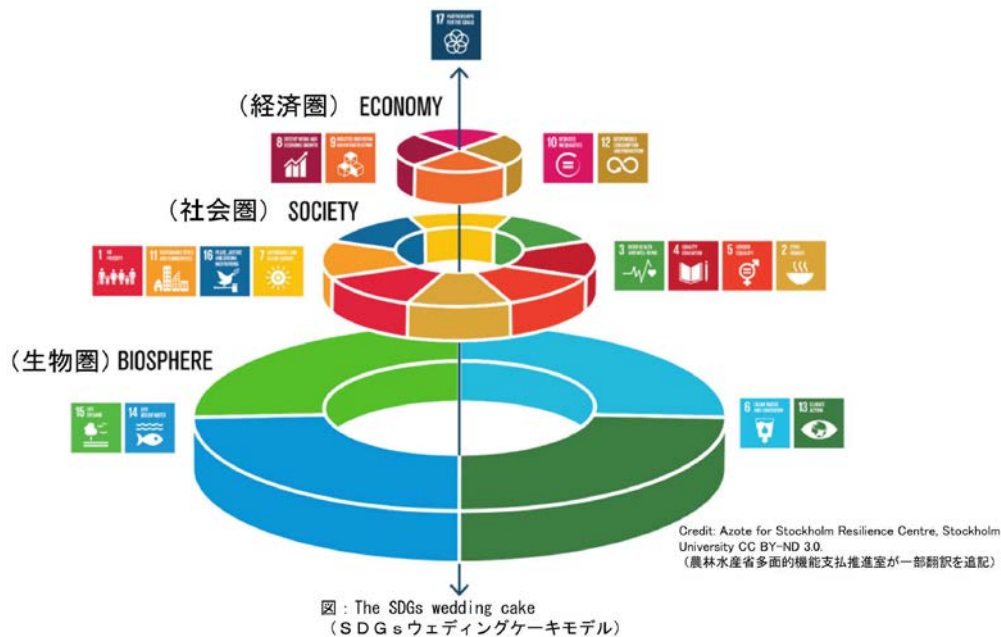 17 PARTNERSHIPS
FOR THE GOALS
(経済圏) ECONOMY
8 DECENT WORK AND
ECONOMIC GROWTH
9 INDUSTRY, INNOVATION
AND INFRASTRUCTURE
10 REDUCED
INEQUALITIES
12 RESPONSIBLE
CONSUMPTION
AND PRODUCTION
(社会圏) SOCIETY
1 NO
POVERTY
11 SUSTAINABLE CITIES
AND COMMUNITIES
16 PEACE, JUSTICE
AND STRONG
INSTITUTIONS
7 AFFORDABLE AND
CLEAN ENERGY
3 GOOD HEALTH
AND WELL-BEING
4 QUALITY
EDUCATION
5 GENDER
EQUALITY
2 ZERO
HUNGER
(生物圏) BIOSPHERE
15 LIFE
ON LAND
14 LIFE
BELOW WATER
6 CLEAN WATER
AND SANITATION
13 CLIMATE
ACTION
Credit: Azote for Stockholm Resilience Centre, Stockholm
University CC BY-ND 3.0.
(農林水産省多面的機能支払推進室が一部翻訳を追記)
図 : The SDGs wedding cake
(ＳＤＧｓウェディングケーキモデル)